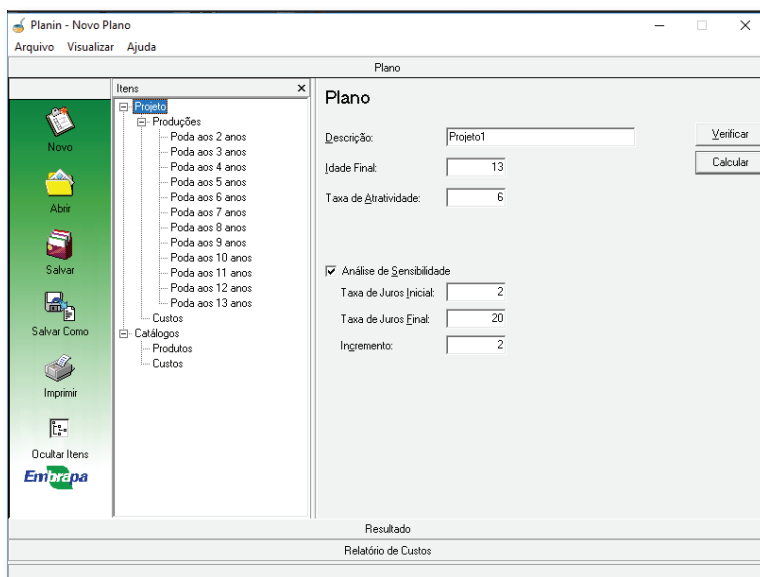 Planin - Novo Plano
Arquivo Visualizar Ajuda
Plano
Novo
Abrir
Salvar
Salvar Como
Imprimir
Ocultar Itens
Embrapa
Itens
Projeto
Produções
Poda aos 2 anos
Poda aos 3 anos
Poda aos 4 anos
Poda aos 5 anos
Poda aos 6 anos
Poda aos 7 anos
Poda aos 8 anos
Poda aos 9 anos
Poda aos 10 anos
Poda aos 11 anos
Poda aos 12 anos
Poda aos 13 anos
Custos
Catálogos
Produtos
Custos
Plano
Descrição: Projeto1
Idade Final: 13
Taxa de Atratividade: 6
Verificar
Calcular
Análise de Sensibilidade
Taxa de Juros Inicial: 2
Taxa de Juros Final: 20
Incremento: 2
Resultado
Relatório de Custos